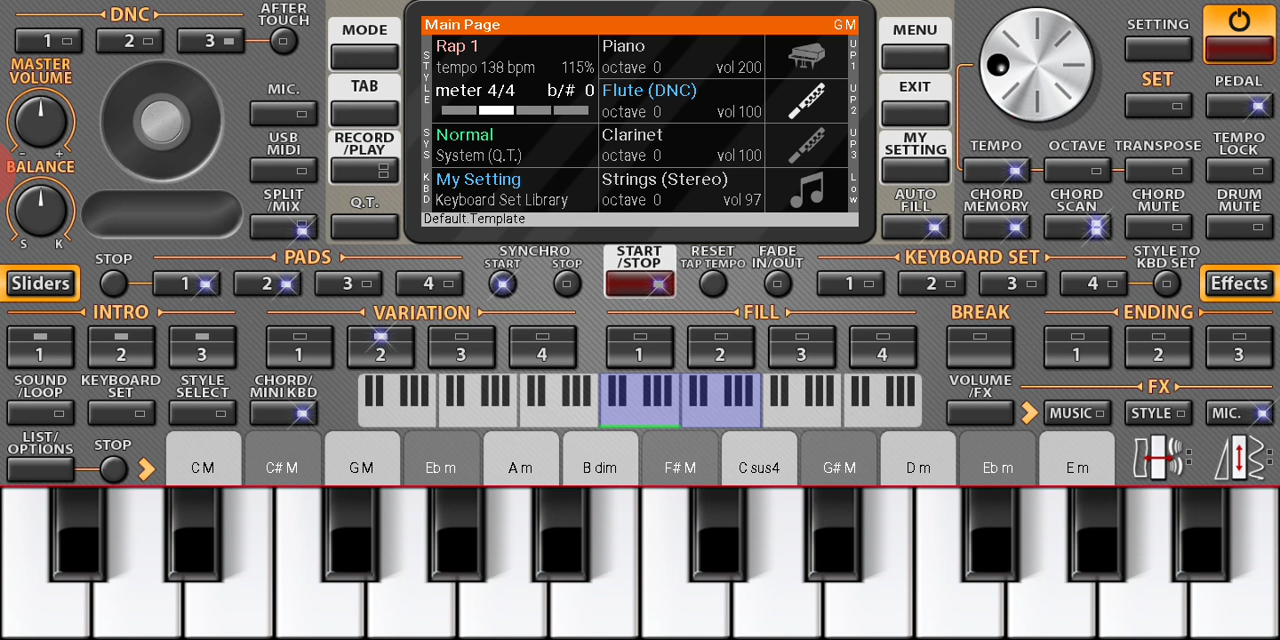 DNC
AFTER
TOUCH
1
2
3
MASTER
VOLUME
- +
BALANCE
S K
MIC.
USB
MIDI
SPLIT
/MIX
MODE
TAB
RECORD
/PLAY
Q.T.
Main Page GM
STYLE
Rap 1
tempo 138 bpm 115%
meter 4/4 b/# 0
SYS
Normal
System (Q.T.)
KBD
My Setting
Keyboard Set Library
Piano
octave 0 vol 200
UP1
Flute (DNC)
octave 0 vol 100
UP2
Clarinet
octave 0 vol 100
UP3
Strings (Stereo)
octave 0 vol 97
Low
Default.Template
MENU
EXIT
MY
SETTING
AUTO
FILL
SETTING
SET
PEDAL
TEMPO
OCTAVE
TRANSPOSE
TEMPO
LOCK
CHORD
MEMORY
CHORD
SCAN
CHORD
MUTE
DRUM
MUTE
Sliders
STOP
PADS
1
2
3
4
SYNCHRO
START
STOP
START
/STOP
RESET
TAP TEMPO
FADE
IN/OUT
KEYBOARD SET
1
2
3
4
STYLE TO
KBD SET
Effects
INTRO
1
2
3
VARIATION
1
2
3
4
FILL
1
2
3
4
BREAK
ENDING
1
2
3
SOUND
/LOOP
KEYBOARD
SET
STYLE
SELECT
CHORD/
MINI KBD
VOLUME
/FX
FX
MUSIC
STYLE
MIC.
LIST/
OPTIONS
STOP
C M
C# M
G M
Eb m
A m
B dim
F# M
C sus4
G# M
D m
Eb m
E m